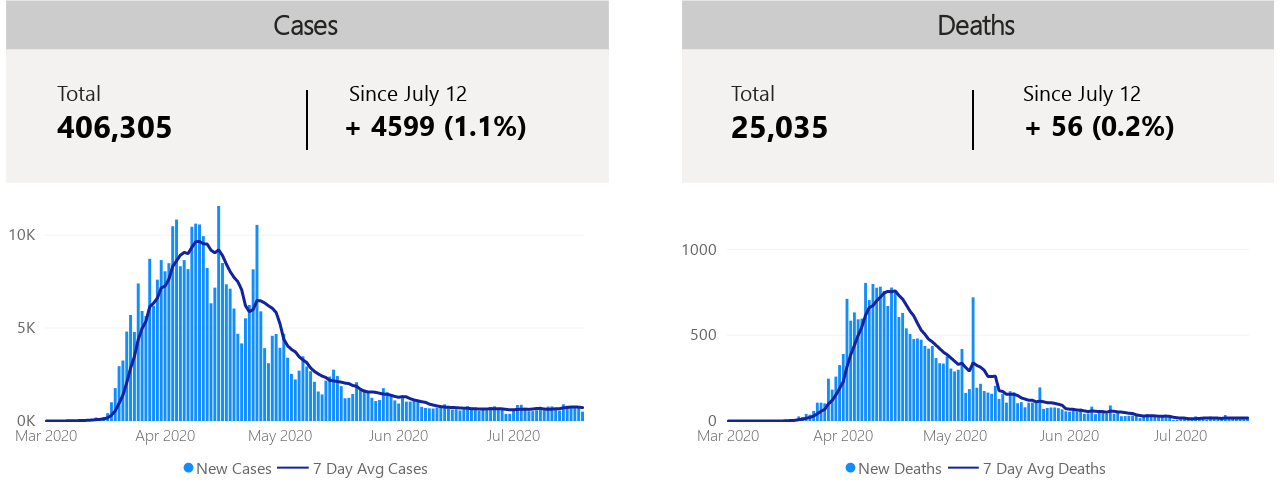 Cases
Total
Since July 12
406,305
+ 4599 (1.1%)
10K
5K
0K
Mar 2020
Apr 2020
May 2020
Jun 2020
Jul 2020
New Cases
7 Day Avg Cases
Deaths
Total
Since July 12
25,035
+ 56 (0.2%)
1000
500
0
Mar 2020
Apr 2020
May 2020
Jun 2020
Jul 2020
New Deaths
7 Day Avg Deaths